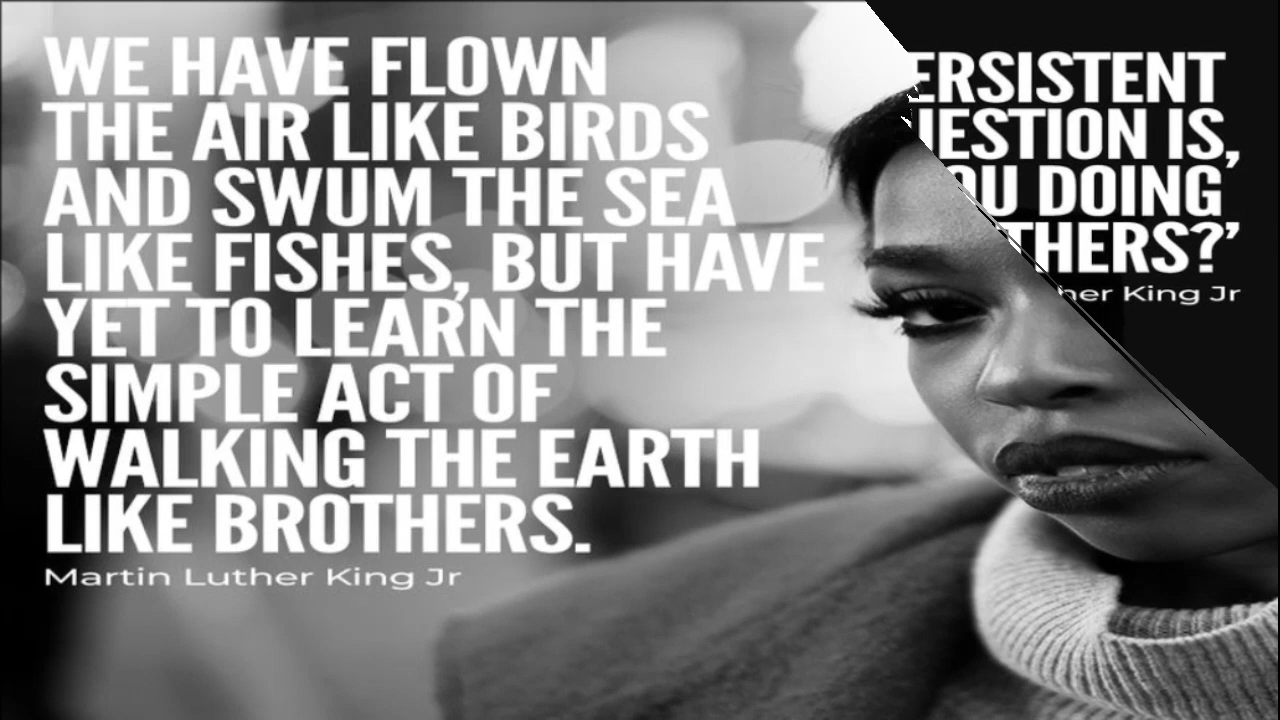 WE HAVE FLOWN
THE AIR LIKE BIRDS
AND SWUM THE SEA
LIKE FISHES, BUT HAVE
YET TO LEARN THE
SIMPLE ACT OF
WALKING THE EARTH
LIKE BROTHERS.
Martin Luther King Jr
ERSISTENT
ESTION IS,
OU DOING
THERS?’
her King Jr